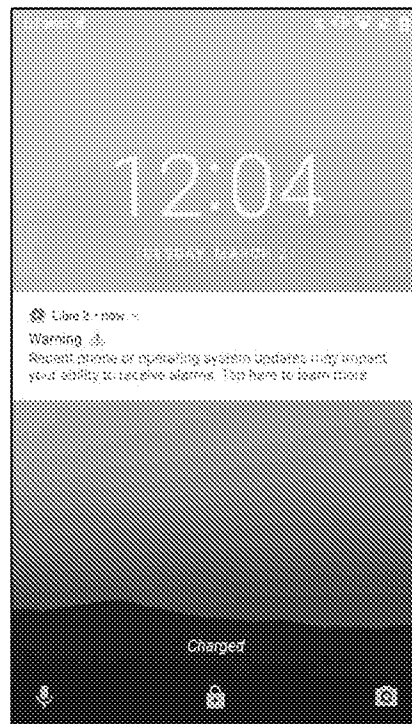 12:04
Libre 2 • now
Warning
Recent phone or operating system updates may impact
your ability to receive alarms. Tap here to learn more
Charged